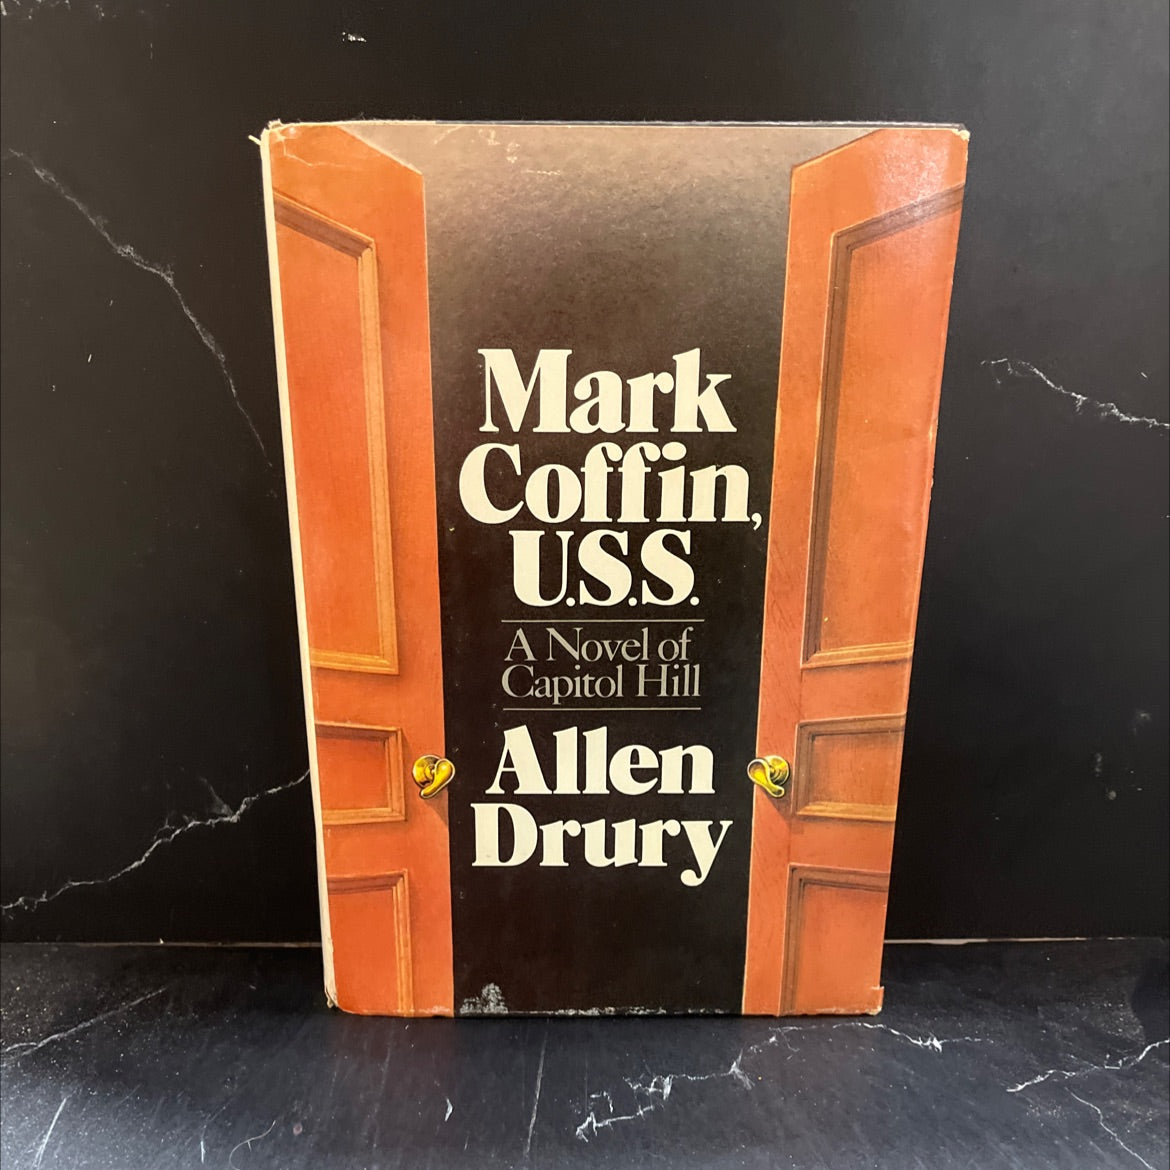 Mark
Coffin,
U.S.S.
A Novel of
Capitol Hill
Allen
Drury